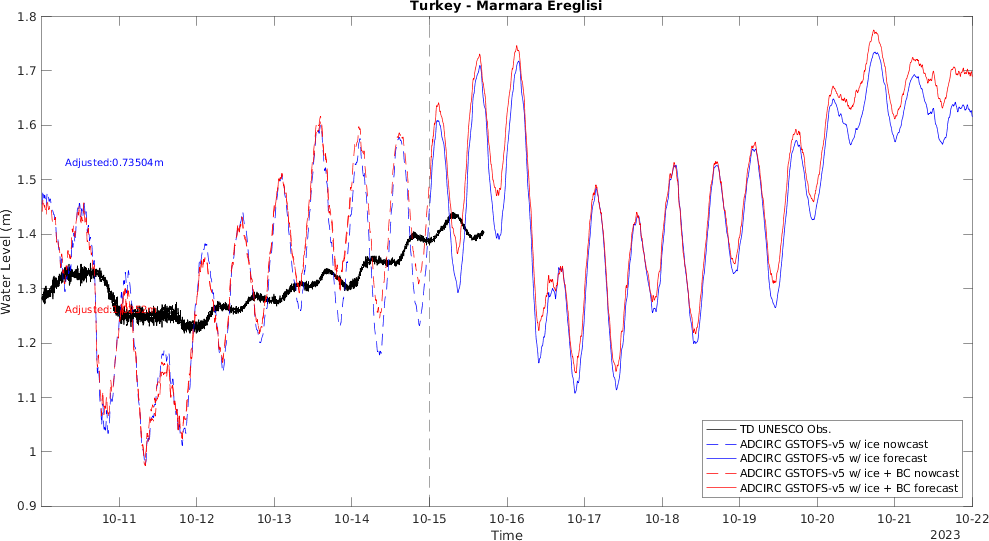 Turkey - Marmara Ereglisi
1.8
1.7
1.6
1.5
1.4
1.3
1.2
1.1
1
0.9
Water Level (m)
Adjusted:0.73504m
Adjusted:
10-11
10-12
10-13
10-14
10-15
10-16
10-17
10-18
10-19
10-20
10-21
10-22
Time
2023
TD UNESCO Obs.
ADCIRC GSTOFS-v5 w/ ice nowcast
ADCIRC GSTOFS-v5 w/ ice forecast
ADCIRC GSTOFS-v5 w/ ice + BC nowcast
ADCIRC GSTOFS-v5 w/ ice + BC forecast